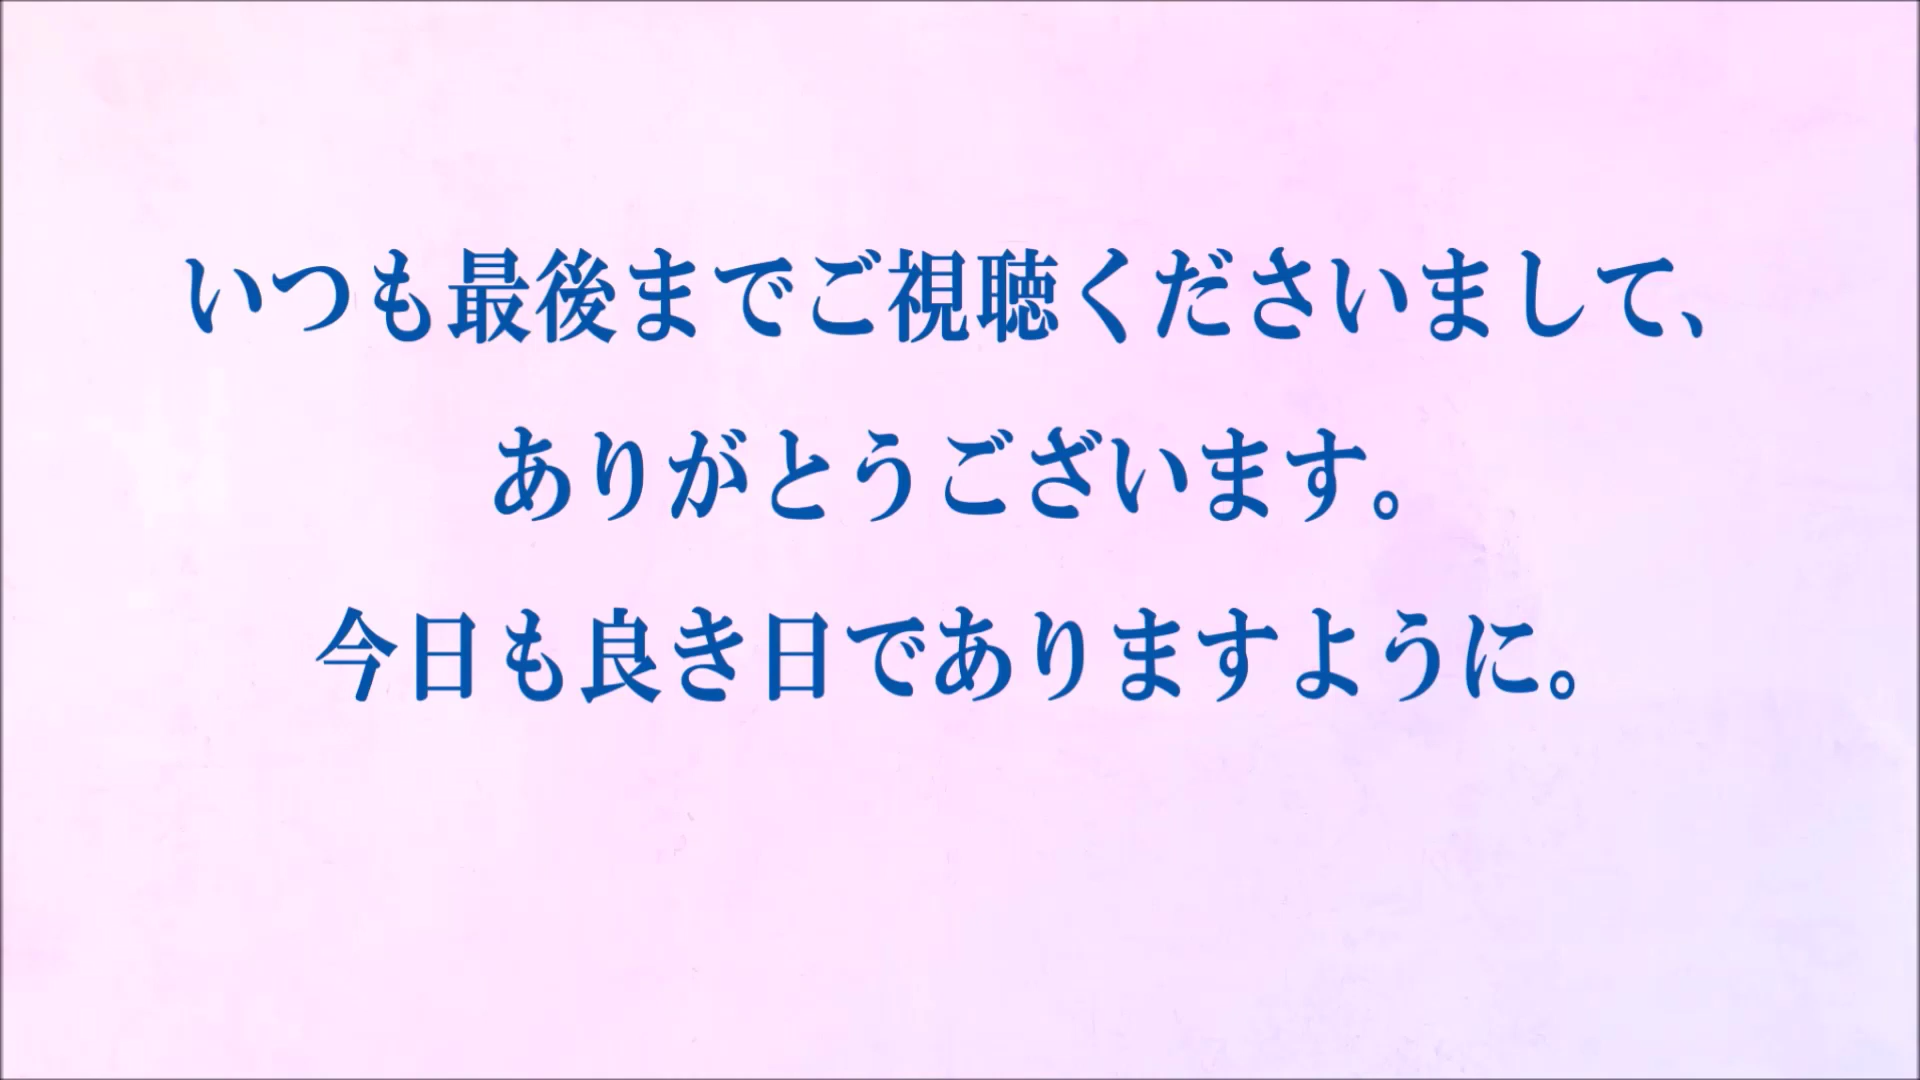 いつも最後までご視聴くださいまして、
ありがとうございます。
今日も良き日でありますように。